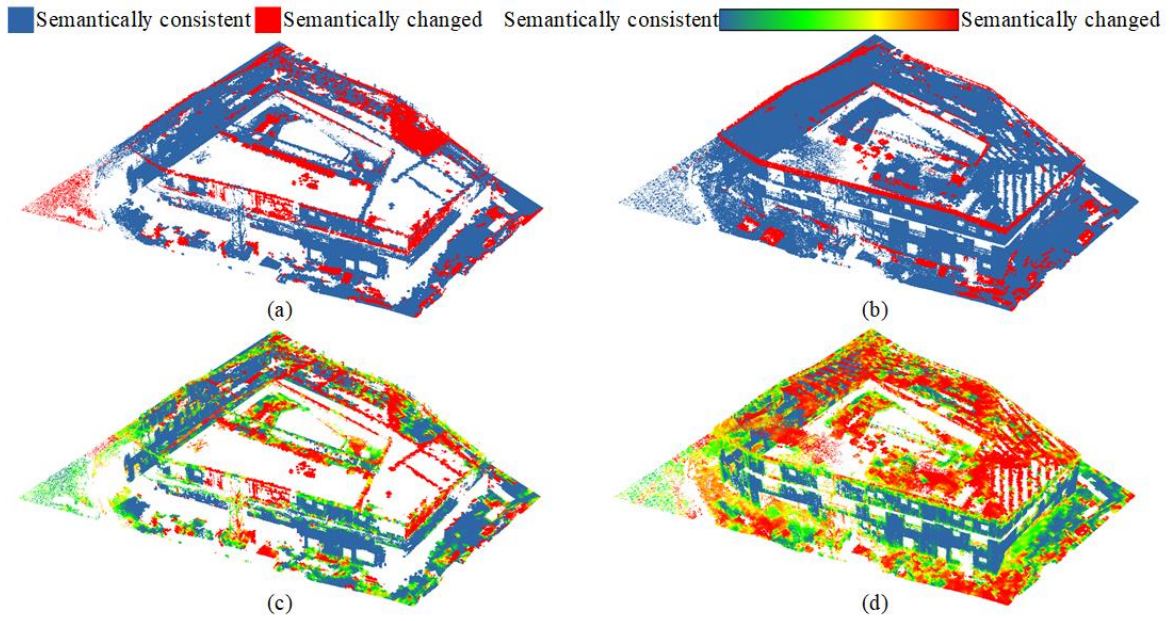 Semantically consistent Semantically changed Semantically consistent Semantically changed
(a) (b)
(c) (d)